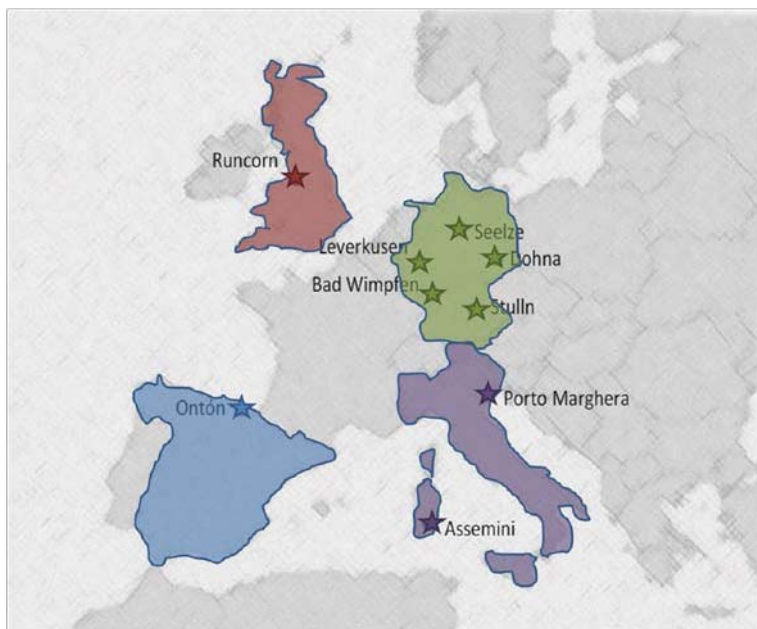 Runcorn
Seelze
Leverkusen
Dohna
Bad Wimpfen
Stulln
Porto Marghera
Ontón
Assemini